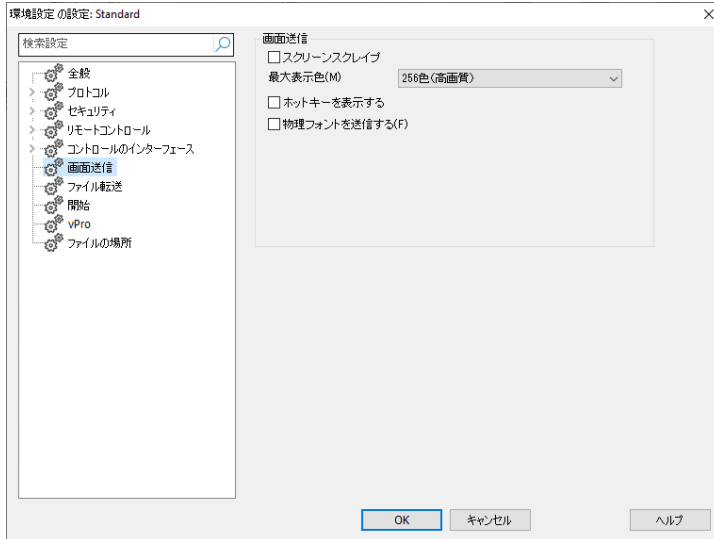 環境設定 の設定: Standard
検索設定
全般
プロトコル
セキュリティ
リモートコントロール
コントロールのインターフェース
画面送信
ファイル転送
開始
vPro
ファイルの場所
画面送信
スクリーンスクレイプ
最大表示色(M) 256色(高画質)
ホットキーを表示する
物理フォントを送信する(F)
OK キャンセル ヘルプ